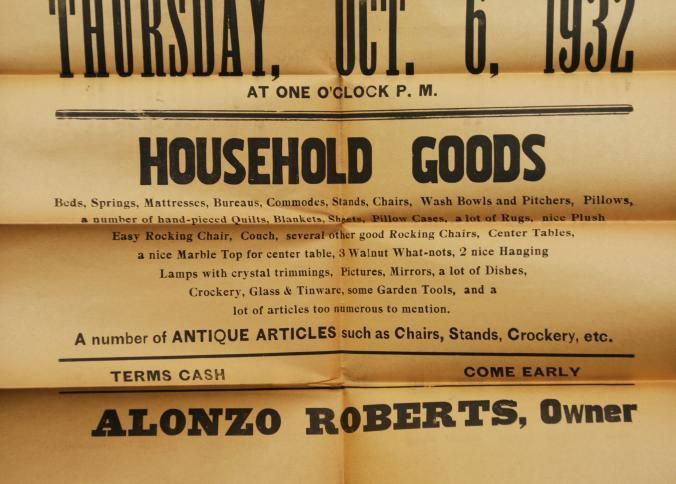 THURSDAY, OCT. 6, 1932
AT ONE O'CLOCK P. M.
HOUSEHOLD GOODS
Beds, Springs, Mattresses, Bureaus, Commodes, Stands, Chairs, Wash Bowls and Pitchers, Pillows,
a number of hand-pieced Quilts, Blankets, Sheets, Pillow Cases, a lot of Rugs, nice Plush
Easy Rocking Chair, Couch, several other good Rocking Chairs, Center Tables,
a nice Marble Top for center table, 3 Walnut What-nots, 2 nice Hanging
Lamps with crystal trimmings, Pictures, Mirrors, a lot of Dishes,
Crockery, Glass & Tinware, some Garden Tools, and a
lot of articles too numerous to mention.
A number of ANTIQUE ARTICLES such as Chairs, Stands, Crockery, etc.
TERMS CASH COME EARLY
ALONZO ROBERTS, Owner